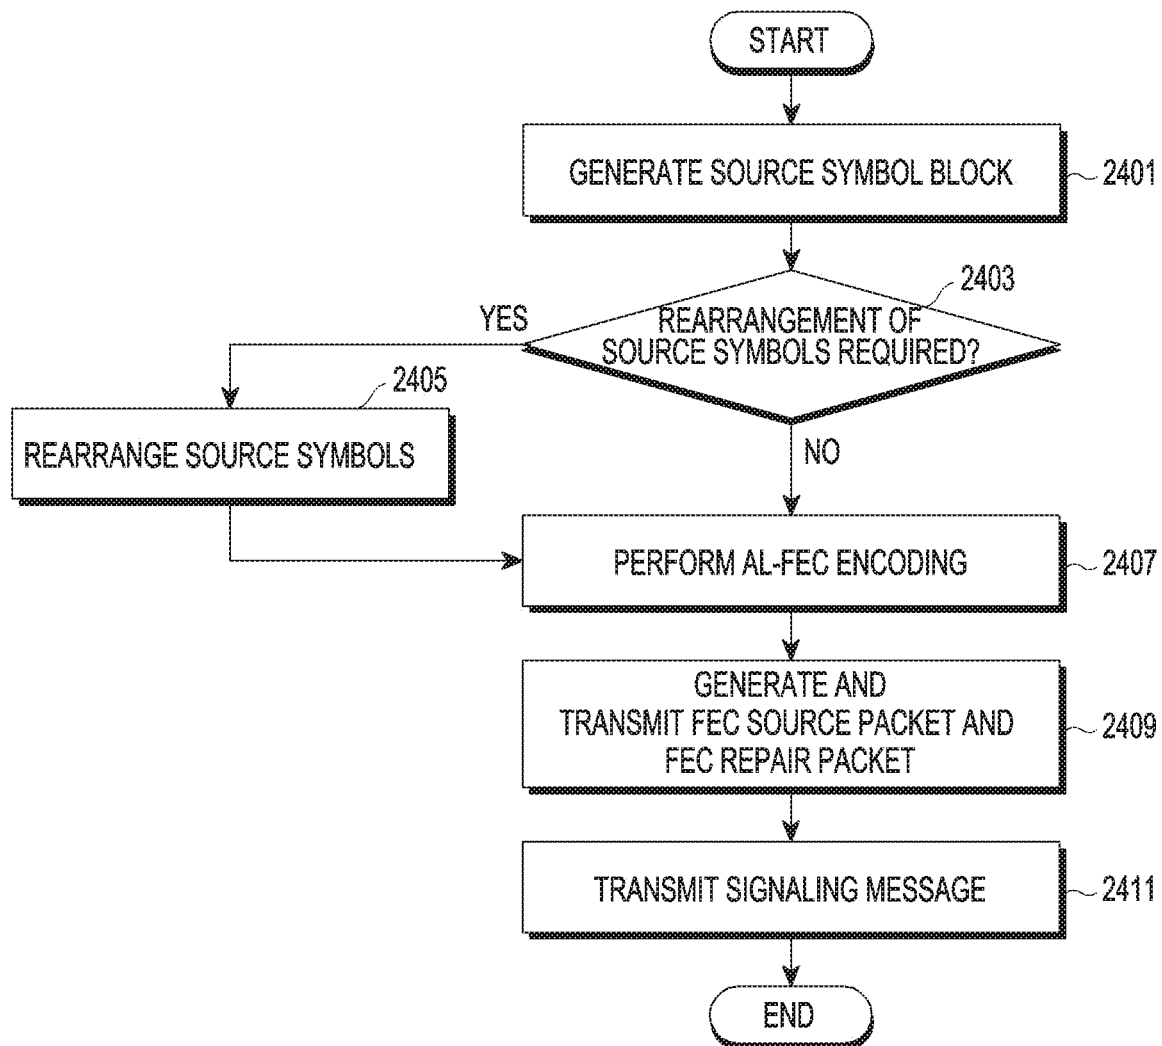 START
GENERATE SOURCE SYMBOL BLOCK
2401
2403
REARRANGEMENT OF
SOURCE SYMBOLS REQUIRED?
YES
2405
REARRANGE SOURCE SYMBOLS
NO
PERFORM AL-FEC ENCODING
2407
GENERATE AND
TRANSMIT FEC SOURCE PACKET AND
FEC REPAIR PACKET
2409
TRANSMIT SIGNALING MESSAGE
2411
END